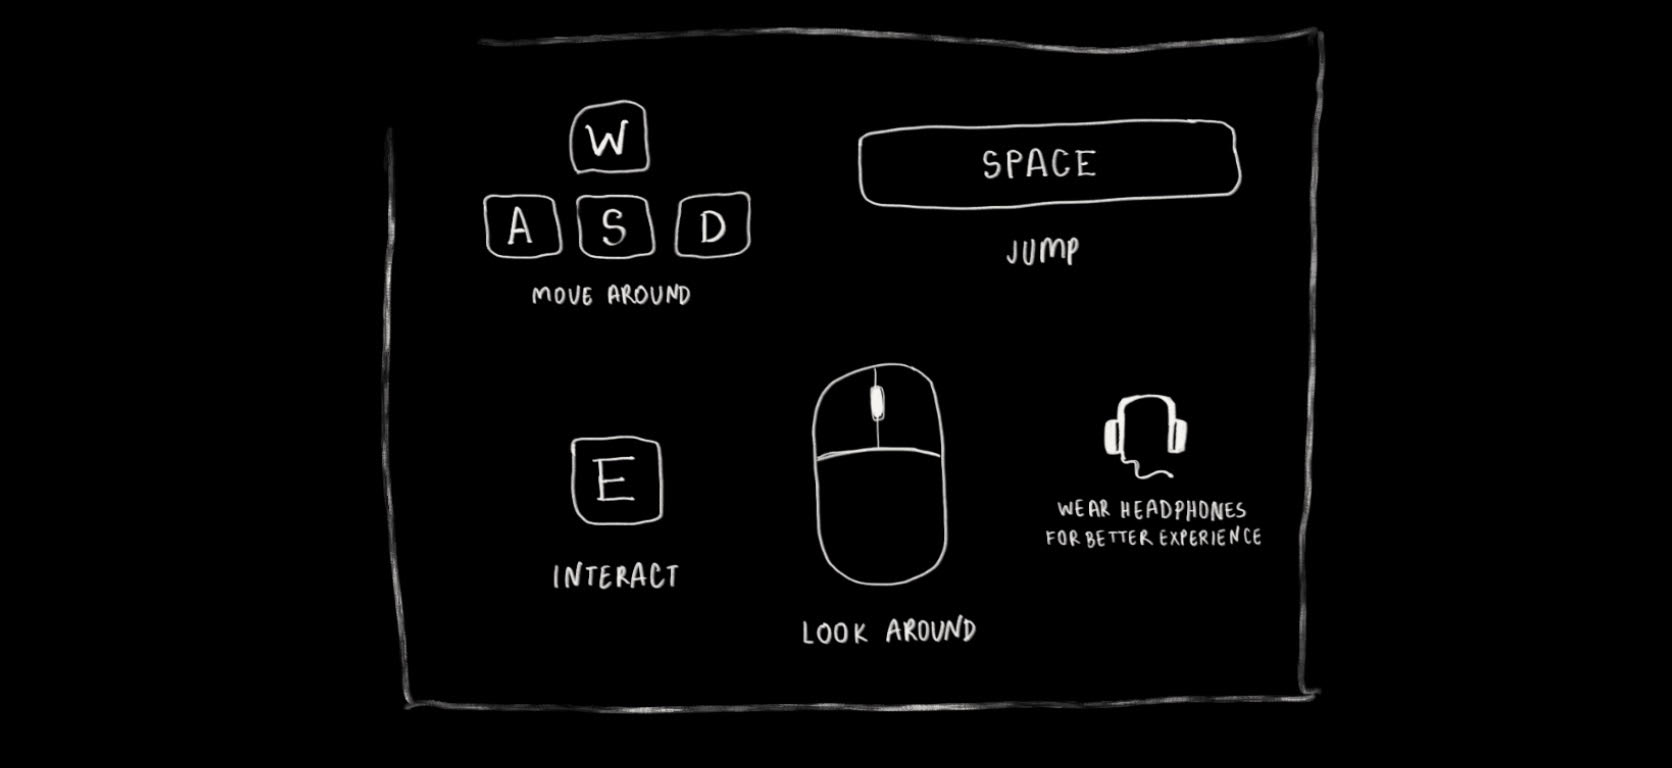 W
A S D
MOVE AROUND
SPACE
JUMP
E
INTERACT
LOOK AROUND
WEAR HEADPHONES
FOR BETTER EXPERIENCE